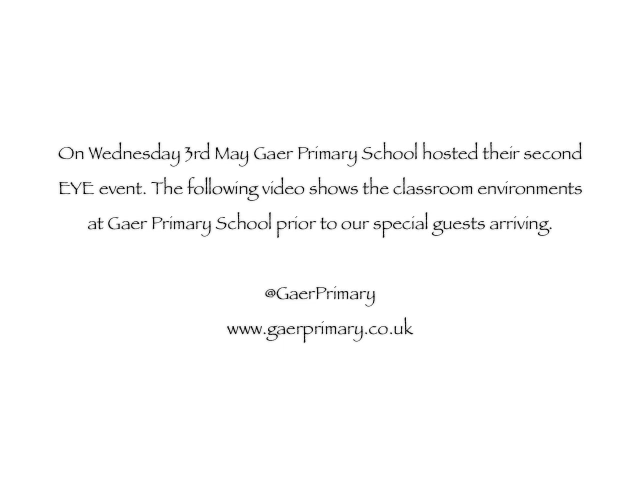 On Wednesday 3rd May Gaer Primary School hosted their second
EYE event. The following video shows the classroom environments
at Gaer Primary School prior to our special guests arriving.
@GaerPrimary
www.gaerprimary.co.uk